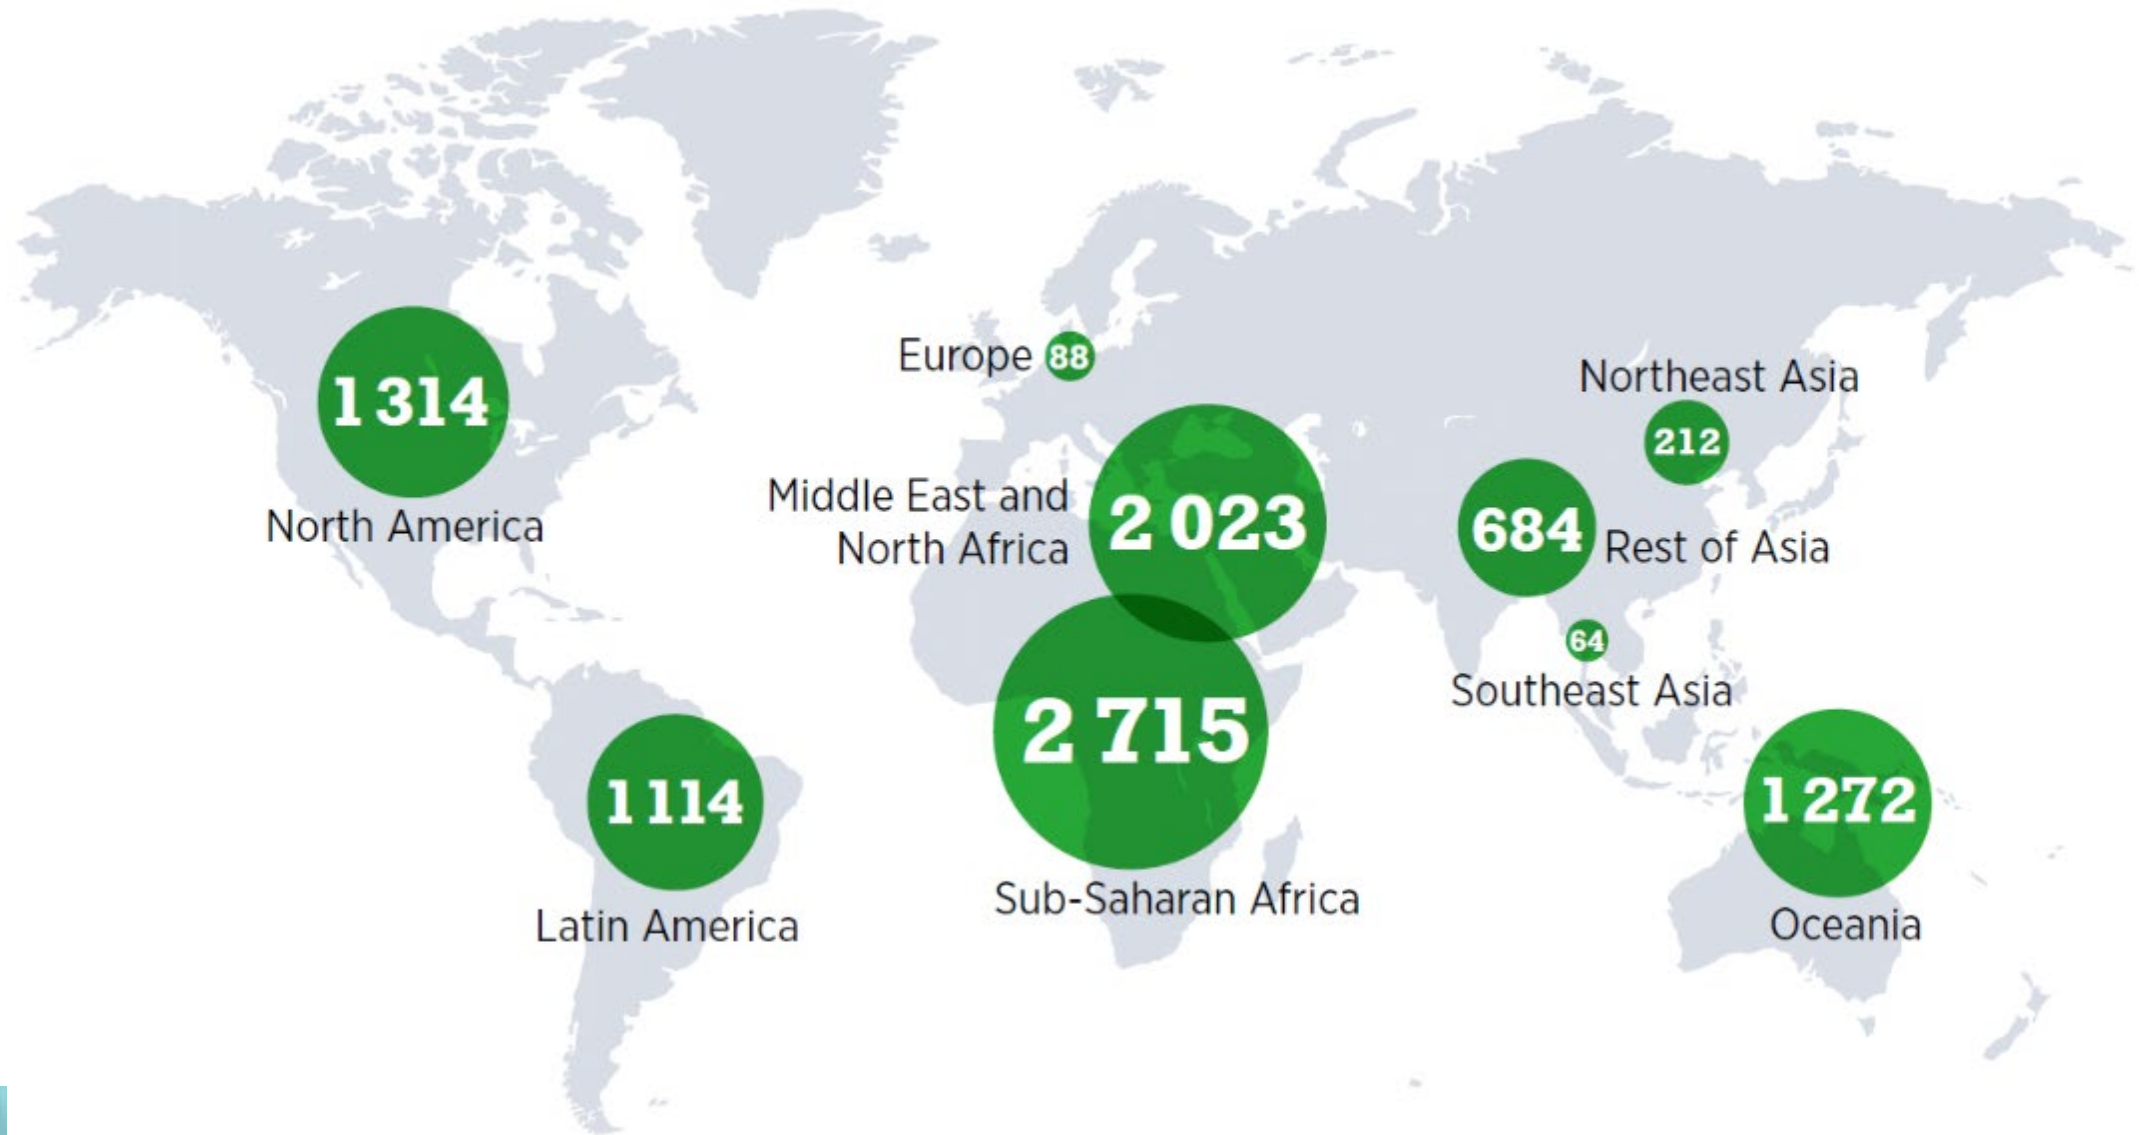 1 314
North America
Europe 88
Northeast Asia
212
Middle East and
North Africa
2 023
684
Rest of Asia
64
Southeast Asia
2 715
Sub-Saharan Africa
1 114
Latin America
1 272
Oceania